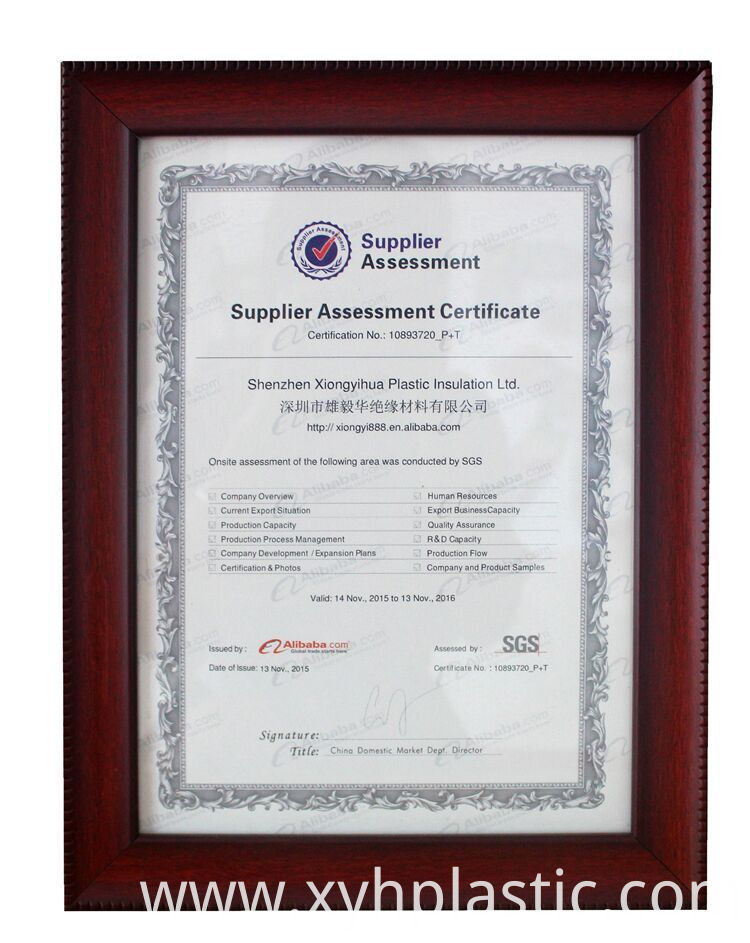 Supplier Assessment
Supplier
Assessment
Supplier Assessment Certificate
Certification No.: 10893720_P+T
Shenzhen Xiongyihua Plastic Insulation Ltd.
深圳市雄毅华绝缘材料有限公司
http:// xiongyi888.en.alibaba.com
Onsite assessment of the following area was conducted by SGS
Company Overview
Human Resources
Current Export Situation
Export BusinessCapacity
Production Capacity
Quality Assurance
Production Process Management
R&D Capacity
Company Development / Expansion Plans
Production Flow
Certification & Photos
Company and Product Samples
Valid: 14 Nov., 2015 to 13 Nov., 2016
Issued by: Alibaba.com
Global trade starts here
Assessed by: SGS
Date of Issue: 13 Nov., 2015
Certificate No. : 10893720_P+T
Signature:
Title: China Domestic Market Dept. Director
www.xyhplastic.com